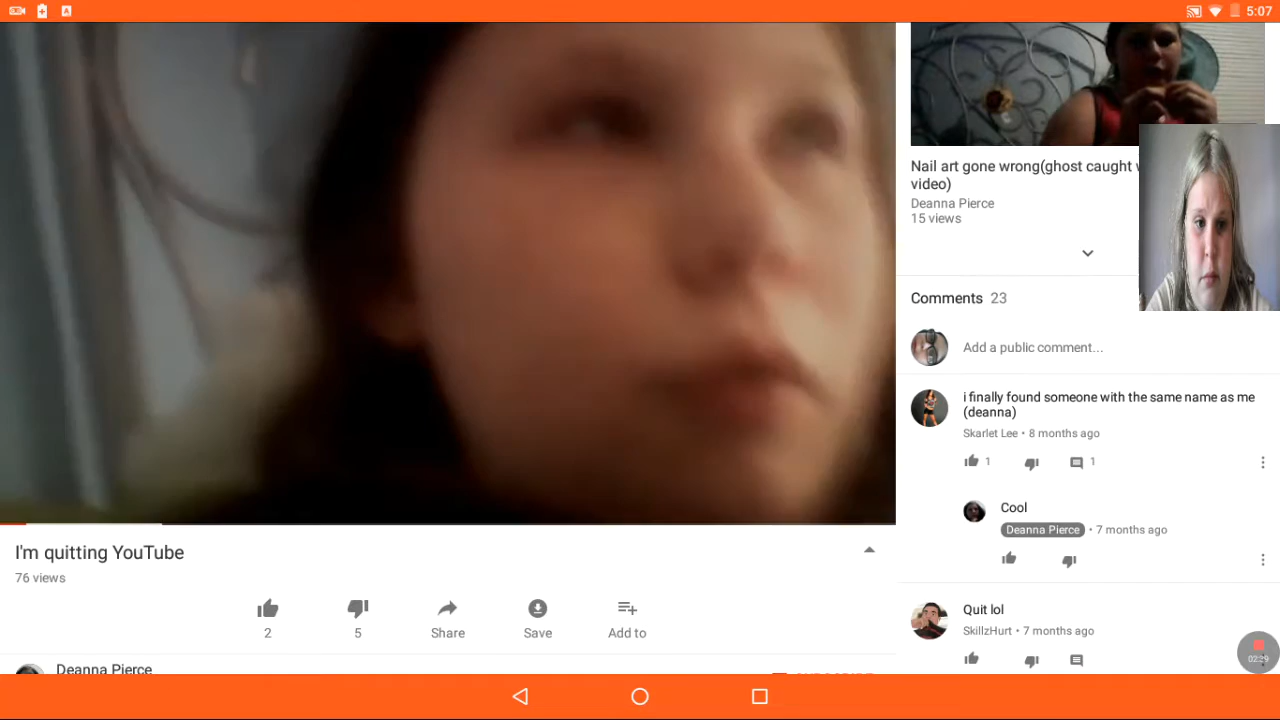 5:07
Nail art gone wrong(ghost caught
video)
Deanna Pierce
15 views
Comments 23
Add a public comment...
i finally found someone with the same name as me
(deanna)
Skarlet Lee • 8 months ago
1 1
Cool
Deanna Pierce • 7 months ago
Quit lol
SkillzHurt • 7 months ago
I'm quitting YouTube
76 views
2 5 Share Save Add to
Deanna Pierce
02:29